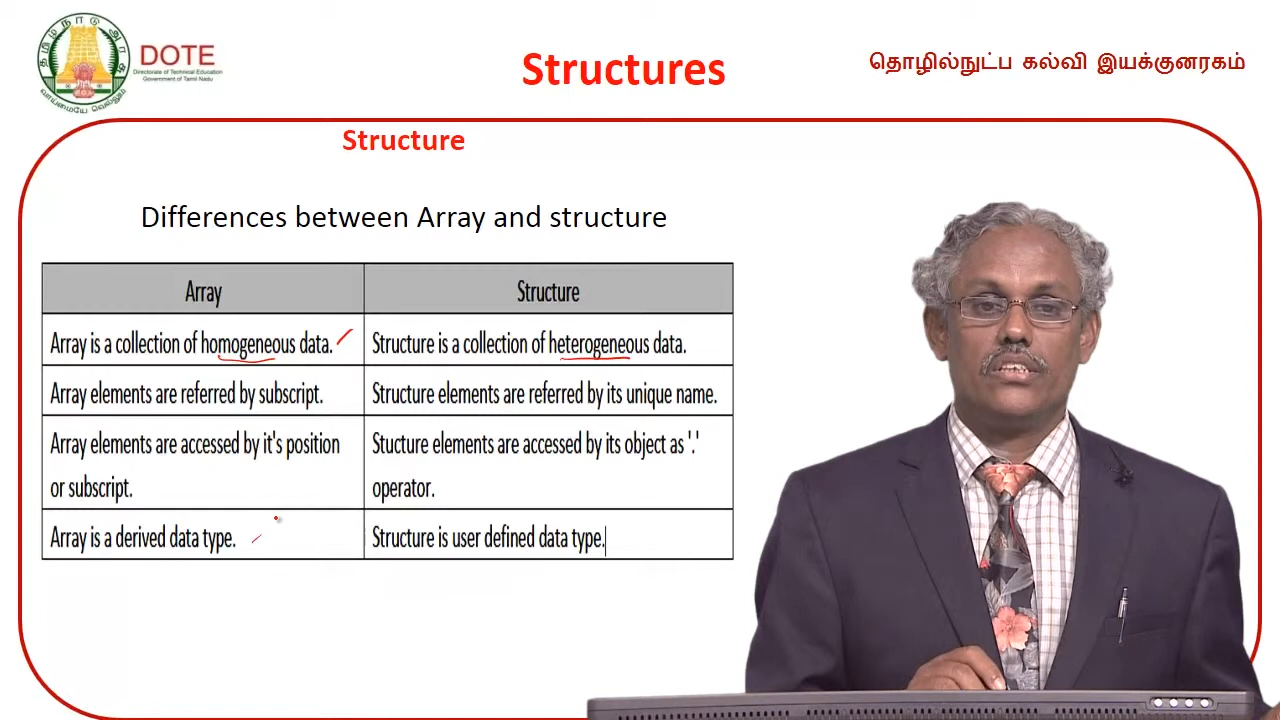 தமிழ்நாடு அரசு
வாய்மையே வெல்லும்
DOTE
Directorate of Technical Education
Government of Tamil Nadu
Structures
தொழில்நுட்ப கல்வி இயக்குனரகம்
Structure
Differences between Array and structure
Array Structure
Array is a collection of homogeneous data. Structure is a collection of heterogeneous data.
Array elements are referred by subscript. Structure elements are referred by its unique name.
Array elements are accessed by it's position Stucture elements are accessed by its object as '.'
or subscript. operator.
Array is a derived data type. Structure is user defined data type.